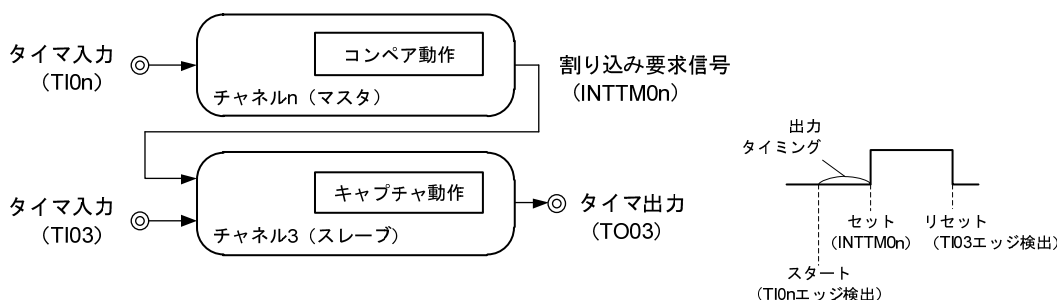 タイマ入力
(TI0n)
コンペア動作
チャネルn（マスタ）
割り込み要求信号
(INTTM0n)
タイマ入力
(TI03)
キャプチャ動作
チャネル3（スレーブ）
タイマ出力
(TO03)
出力
タイミング
セット
(INTTM0n)
リセット
(TI03エッジ検出)
スタート
(TI0nエッジ検出)